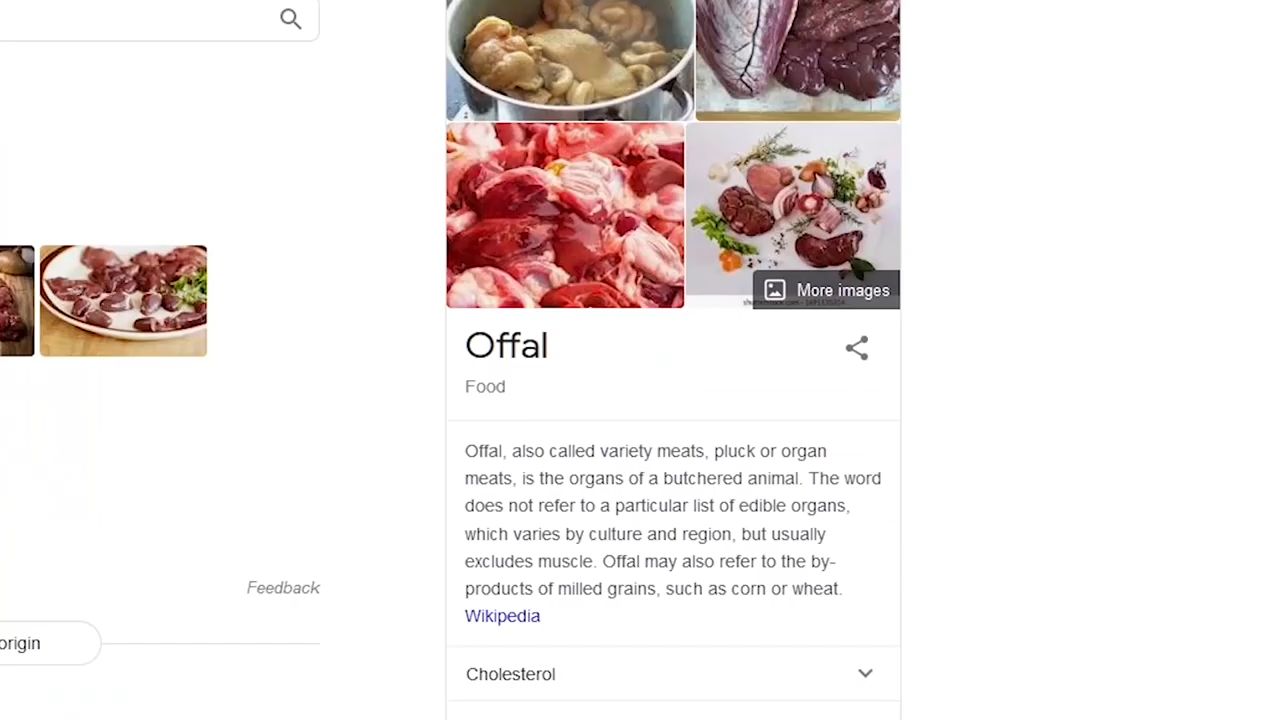 More images
Offal
Food
Offal, also called variety meats, pluck or organ
meats, is the organs of a butchered animal. The word
does not refer to a particular list of edible organs,
which varies by culture and region, but usually
excludes muscle. Offal may also refer to the by-
products of milled grains, such as corn or wheat.
Wikipedia
Feedback
origin
Cholesterol